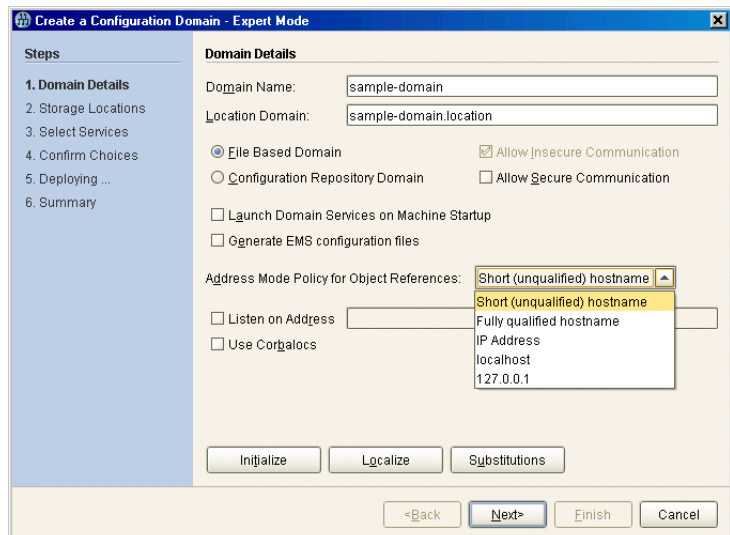 Create a Configuration Domain - Expert Mode
Steps
1. Domain Details
2. Storage Locations
3. Select Services
4. Confirm Choices
5. Deploying ...
6. Summary
Domain Details
Domain Name: sample-domain
Location Domain: sample-domain.location
File Based Domain Allow Insecure Communication
Configuration Repository Domain Allow Secure Communication
Launch Domain Services on Machine Startup
Generate EMS configuration files
Address Mode Policy for Object References: Short (unqualified) hostname
Short (unqualified) hostname
Fully qualified hostname
IP Address
localhost
127.0.0.1
Listen on Address
Use Corbalocs
Initialize Localize Substitutions
<Back Next> Finish Cancel